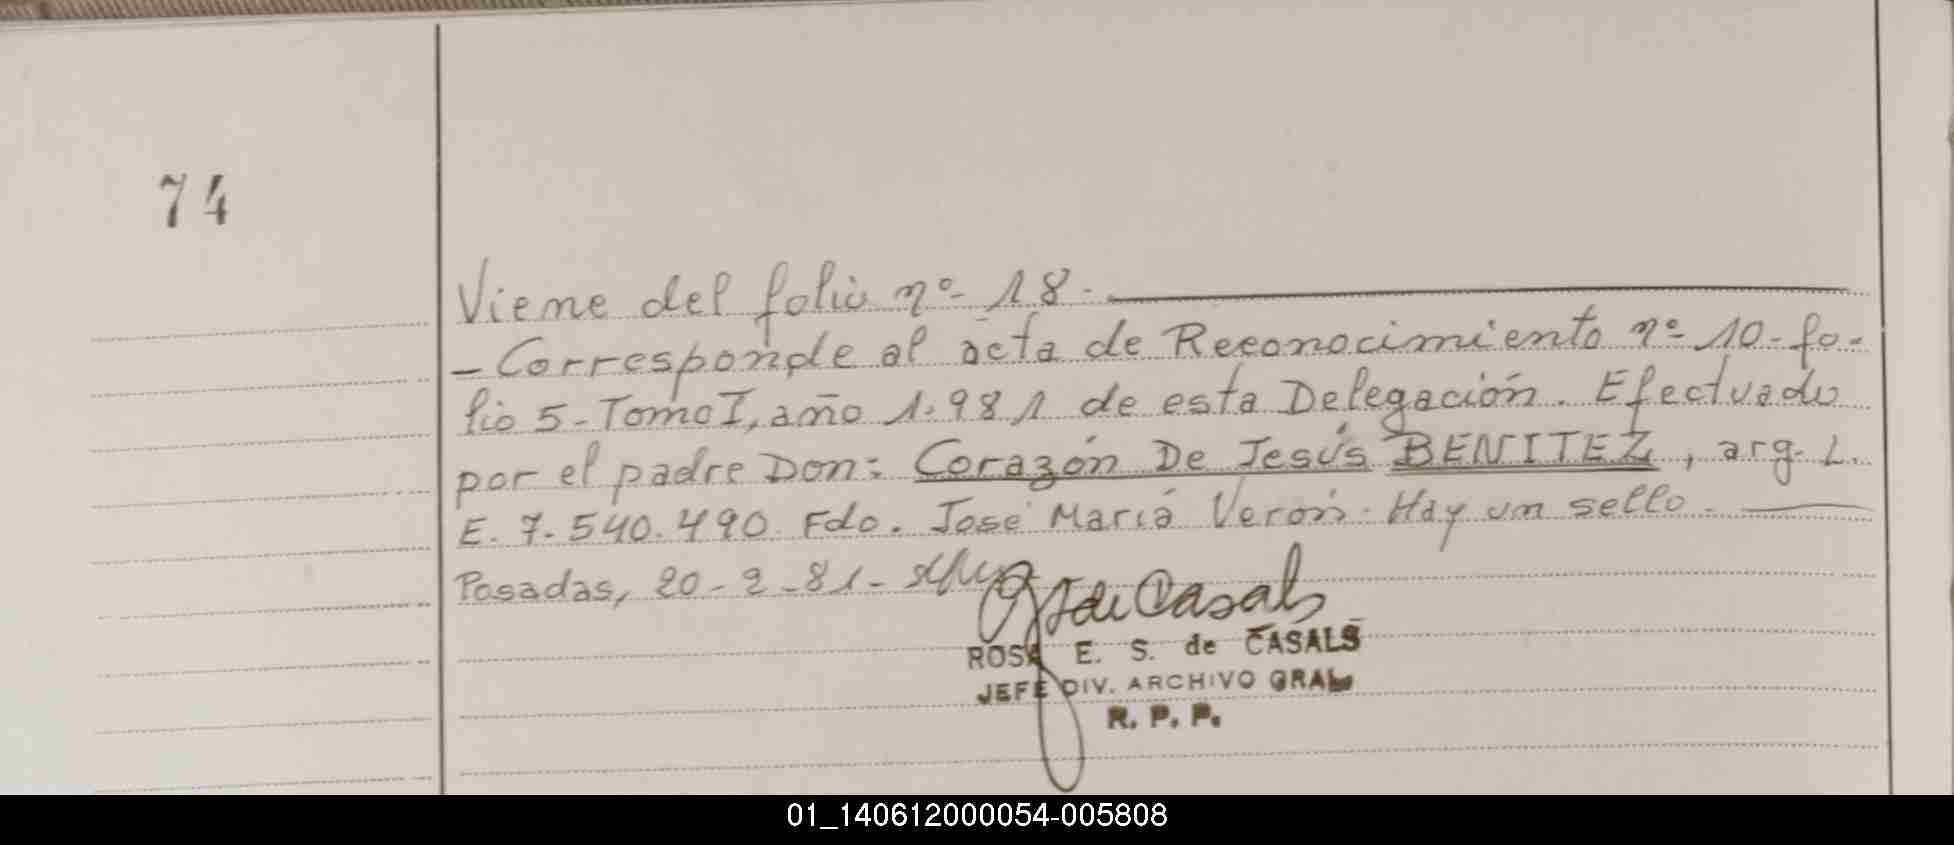 74
Viene del folio nº 18.
- Corresponde al acta de Reconocimiento nº 10 - fo-
lio 5 - Tomo I, año 1.981 de esta Delegación. Efectuado
por el padre Don: Corazón De Jesús BENITEZ, arg. L.
E. 7.540.490. Fdo. José María Verón. Hay un sello.
Posadas, 20-2-81-
de Casals
ROSA E. S. de CASALS
JEFE DIV. ARCHIVO GRAL
R. P. P.
01_140612000054-005808